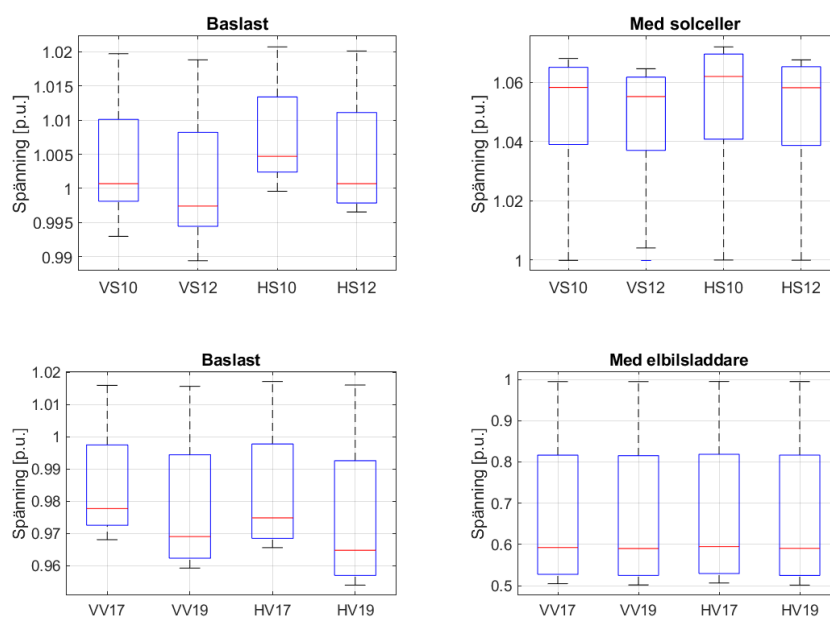 Baslast
Spänning [p.u.]
1.02
1.015
1.01
1.005
1
0.995
0.99
VS10 VS12 HS10 HS12
Med solceller
Spänning [p.u.]
1.06
1.04
1.02
1
VS10 VS12 HS10 HS12
Baslast
Spänning [p.u.]
1.02
1.01
1
0.99
0.98
0.97
0.96
VV17 VV19 HV17 HV19
Med elbilsladdare
Spänning [p.u.]
1
0.9
0.8
0.7
0.6
0.5
VV17 VV19 HV17 HV19